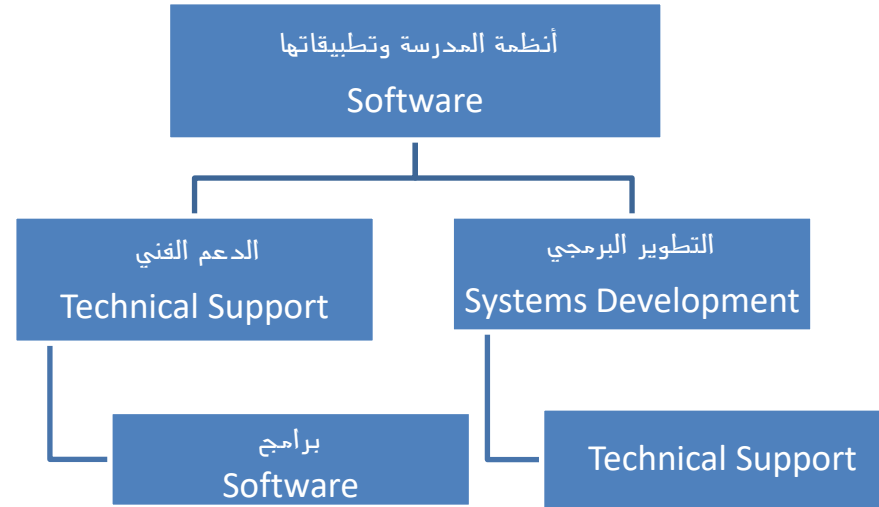 أنظمة المدرسة وتطبيقاتها
Software
الدعم الفني
Technical Support
التطوير البرمجي
Systems Development
برامج
Software
Technical Support